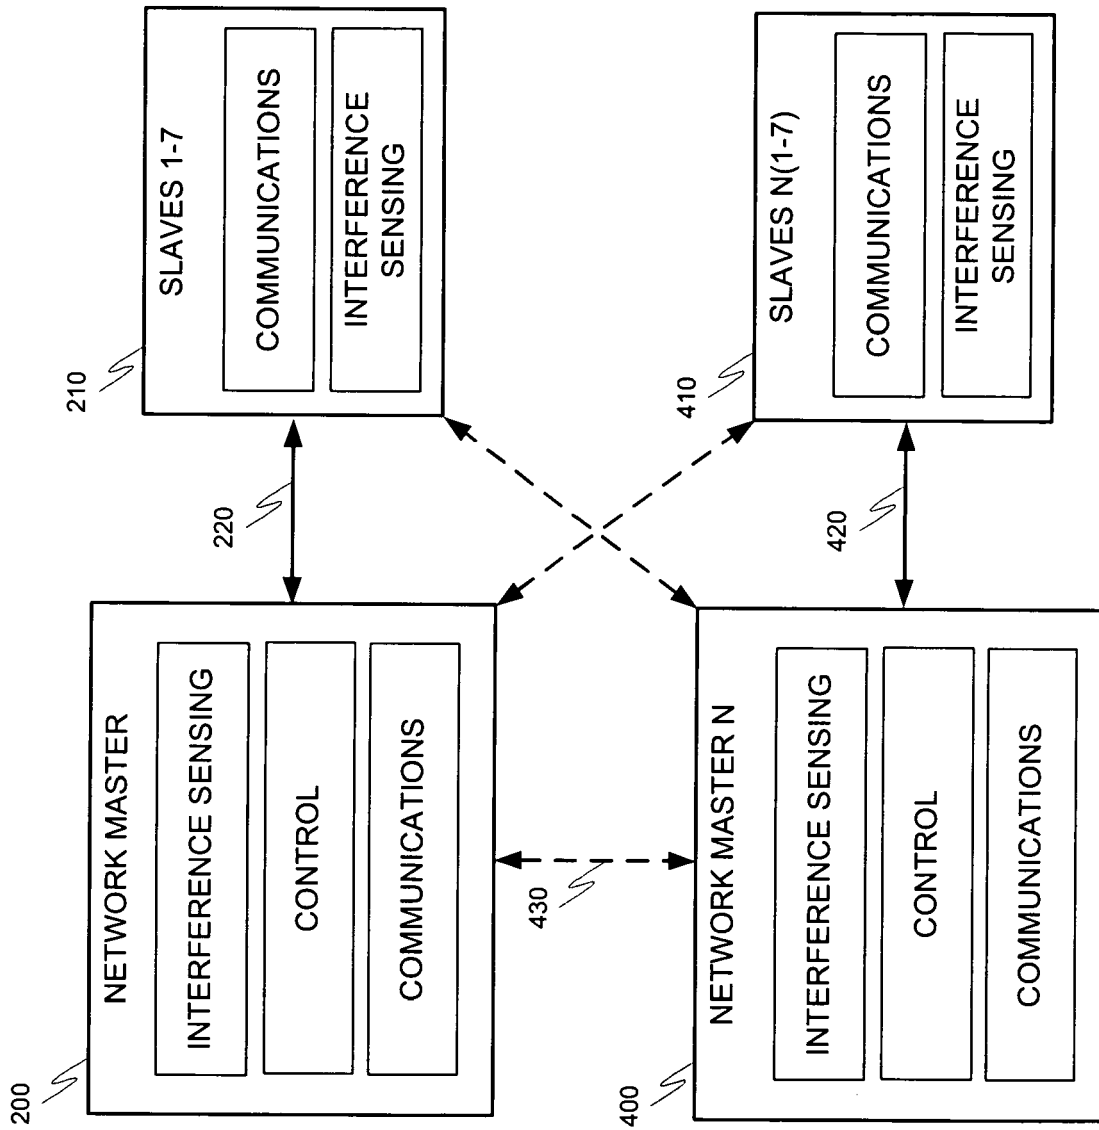 200
NETWORK MASTER
INTERFERENCE SENSING
CONTROL
COMMUNICATIONS
220
210
SLAVES 1-7
COMMUNICATIONS
INTERFERENCE
SENSING
430
400
NETWORK MASTER N
INTERFERENCE SENSING
CONTROL
COMMUNICATIONS
420
410
SLAVES N(1-7)
COMMUNICATIONS
INTERFERENCE
SENSING